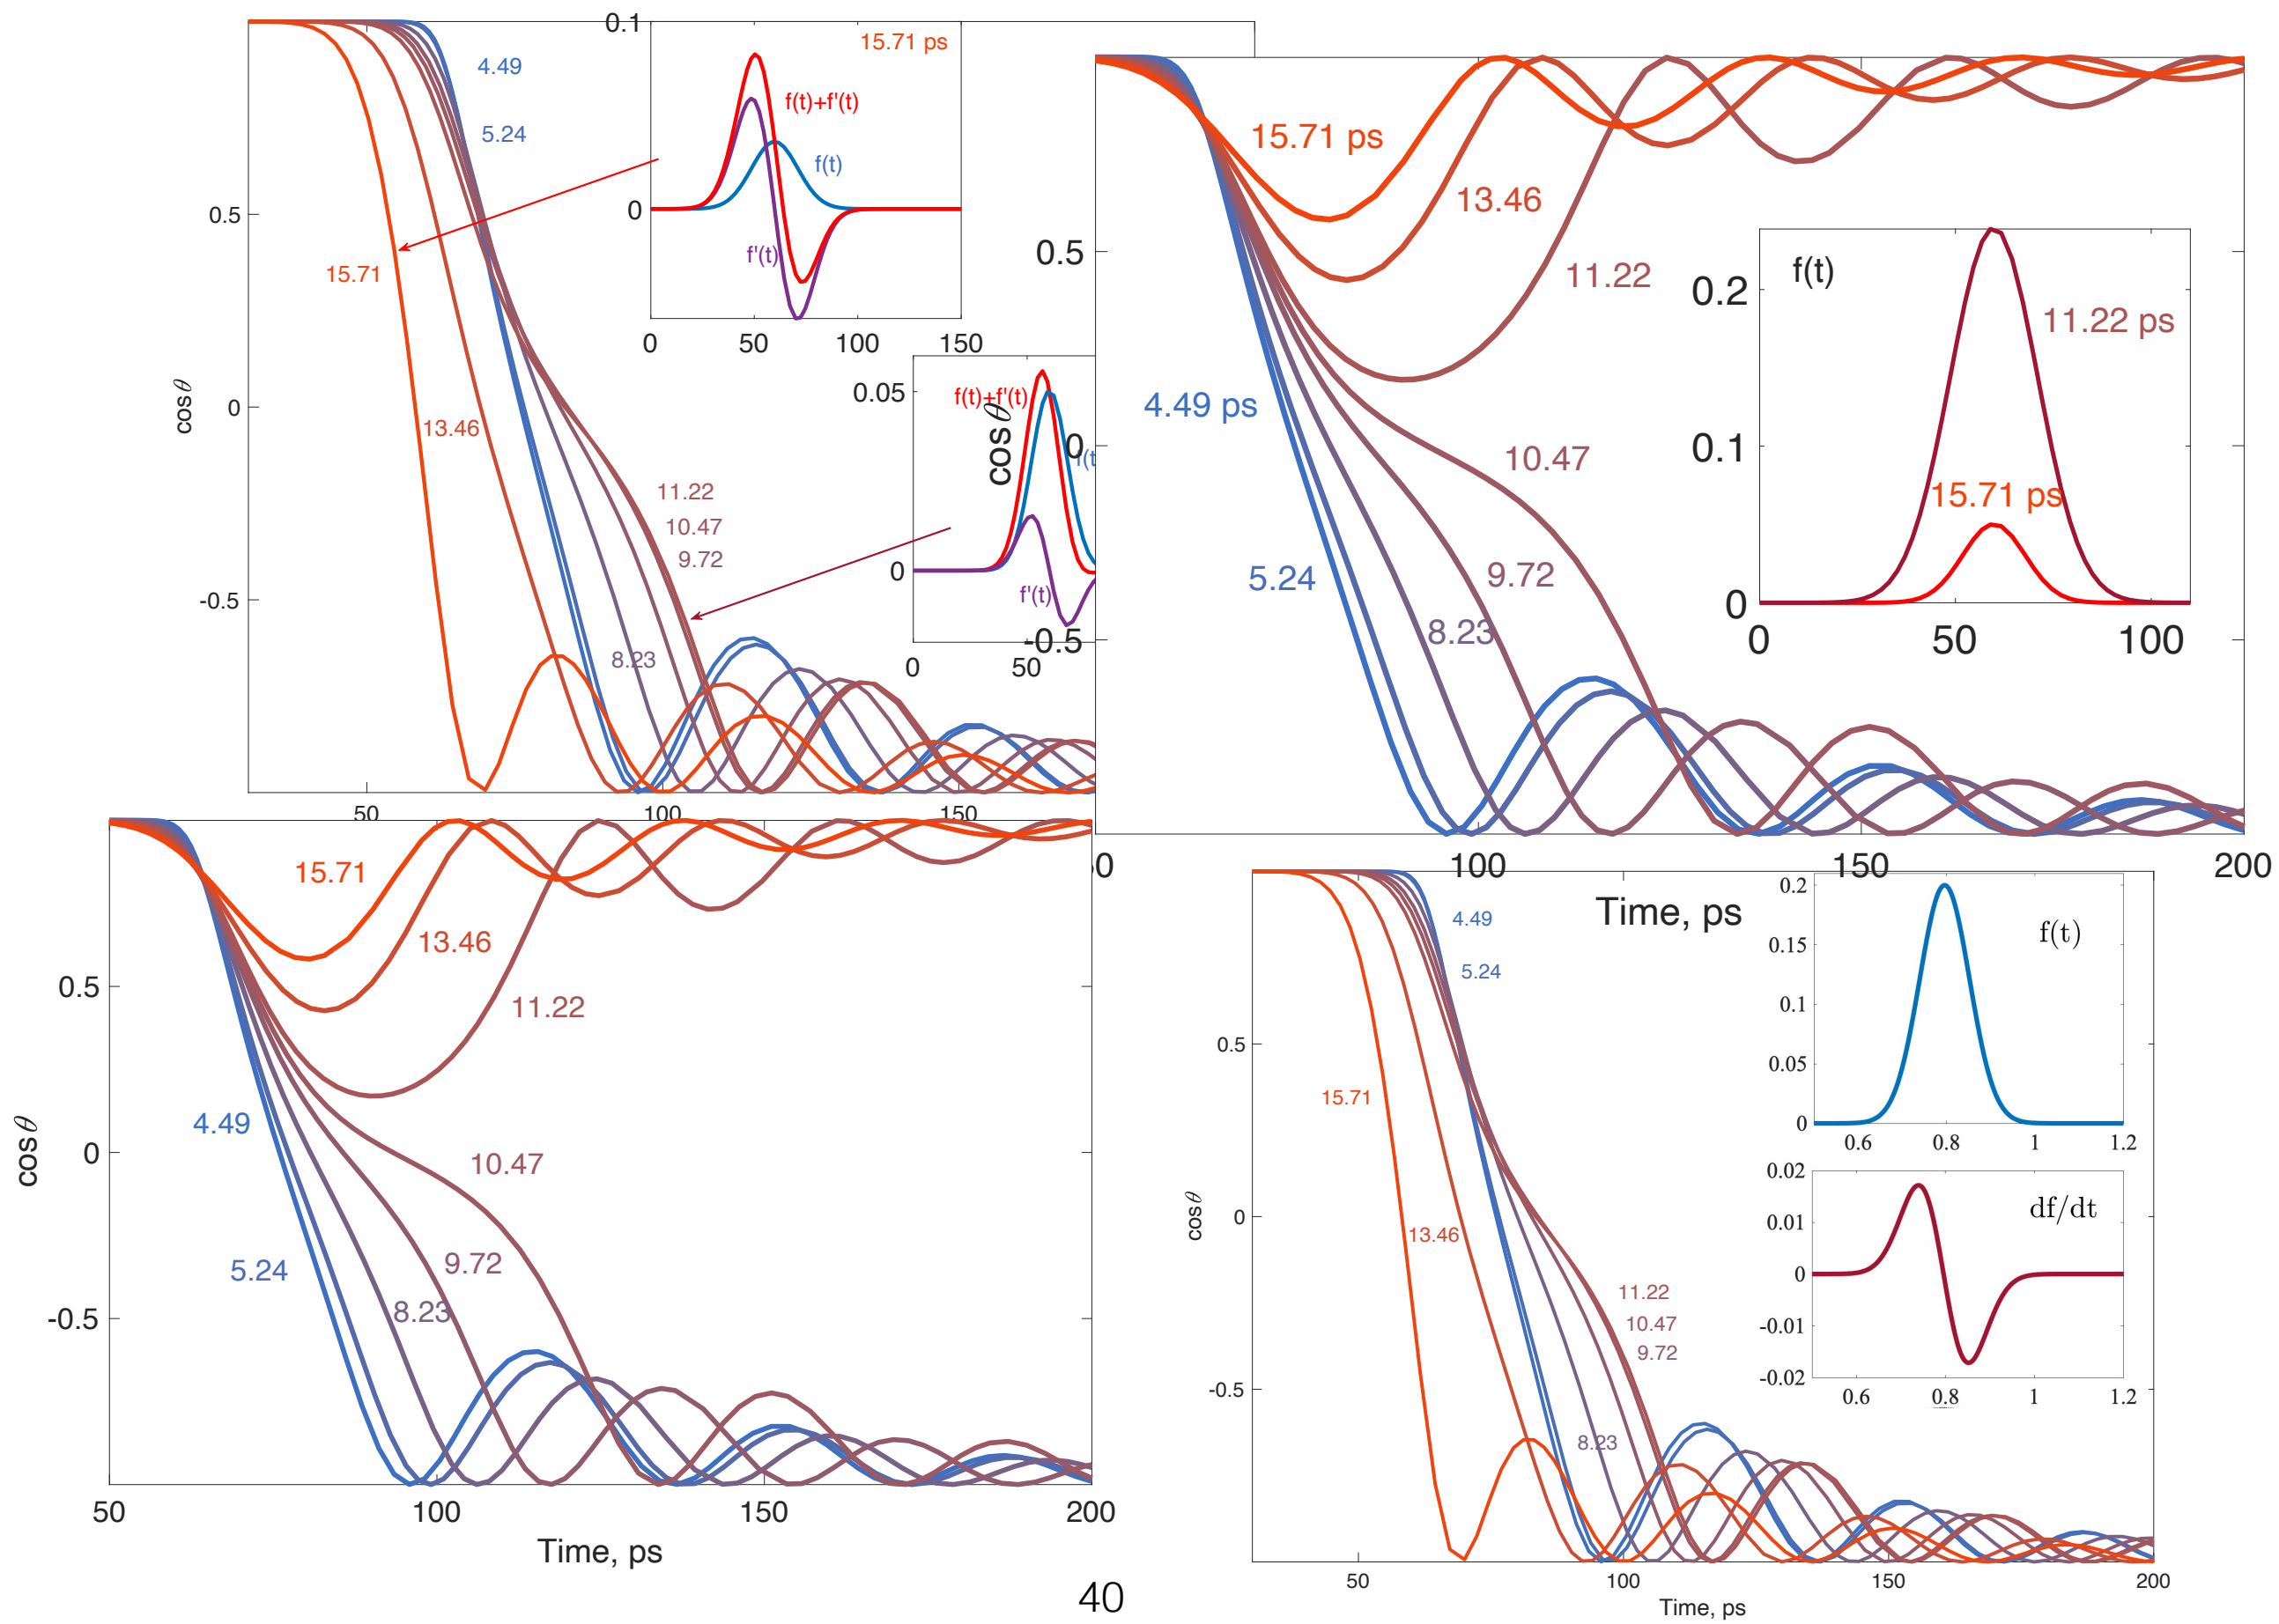 0.1
15.71 ps
4.49
f(t)+f'(t)
5.24
f(t)
0.5
0
f'(t)
15.71
0 50 100 150
0.05
f(t)+f'(t)
cosθ
0
13.46
f(t
11.22
10.47
9.72
0
f'(t)
-0.5
8.23
0 50
50 100 150
15.71 ps
13.46
0.5
11.22
f(t)
0.2
11.22 ps
4.49 ps
cosθ
0
10.47
0.1
15.71 ps
9.72
5.24
8.23
0
-0.5
0 50 100
100 150 200
Time, ps
15.71
13.46
0.5
11.22
4.49
cosθ
0
10.47
9.72
5.24
8.23
-0.5
50 100 150 200
Time, ps
4.49
5.24
0.2
f(t)
0.15
0.1
0.05
0
0.6 0.8 1 1.2
0.5
15.71
0.02
df/dt
0.01
0
-0.01
-0.02
0.6 0.8 1 1.2
cosθ
0
13.46
11.22
10.47
9.72
-0.5
8.23
50 100 150 200
Time, ps
40